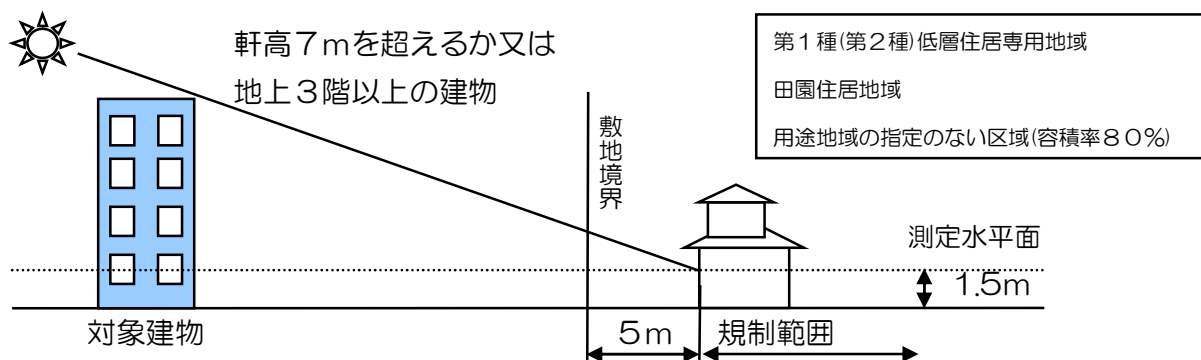 軒高７ｍを超えるか又は
地上３階以上の建物
第１種(第２種)低層住居専用地域
田園住居地域
用途地域の指定のない区域(容積率８０％)
敷地境界
測定水平面
1.5ｍ
対象建物
５ｍ
規制範囲